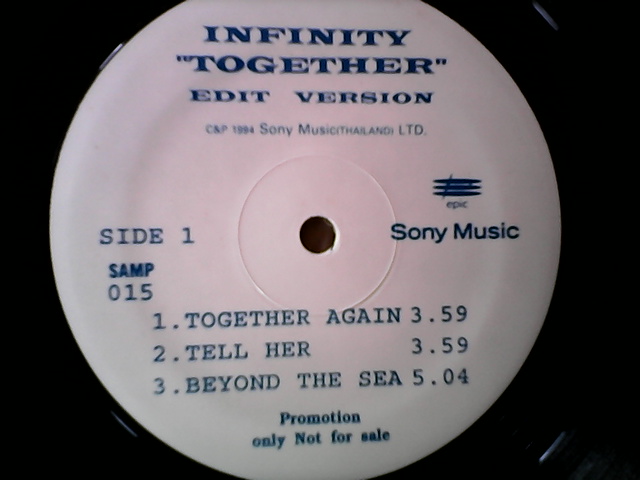 INFINITY
"TOGETHER"
EDIT VERSION
C&P 1994 Sony Music(THAILAND) LTD.
epic
SIDE 1
Sony Music
SAMP
015
1.TOGETHER AGAIN 3.59
2.TELL HER 3.59
3.BEYOND THE SEA 5.04
Promotion
only Not for sale